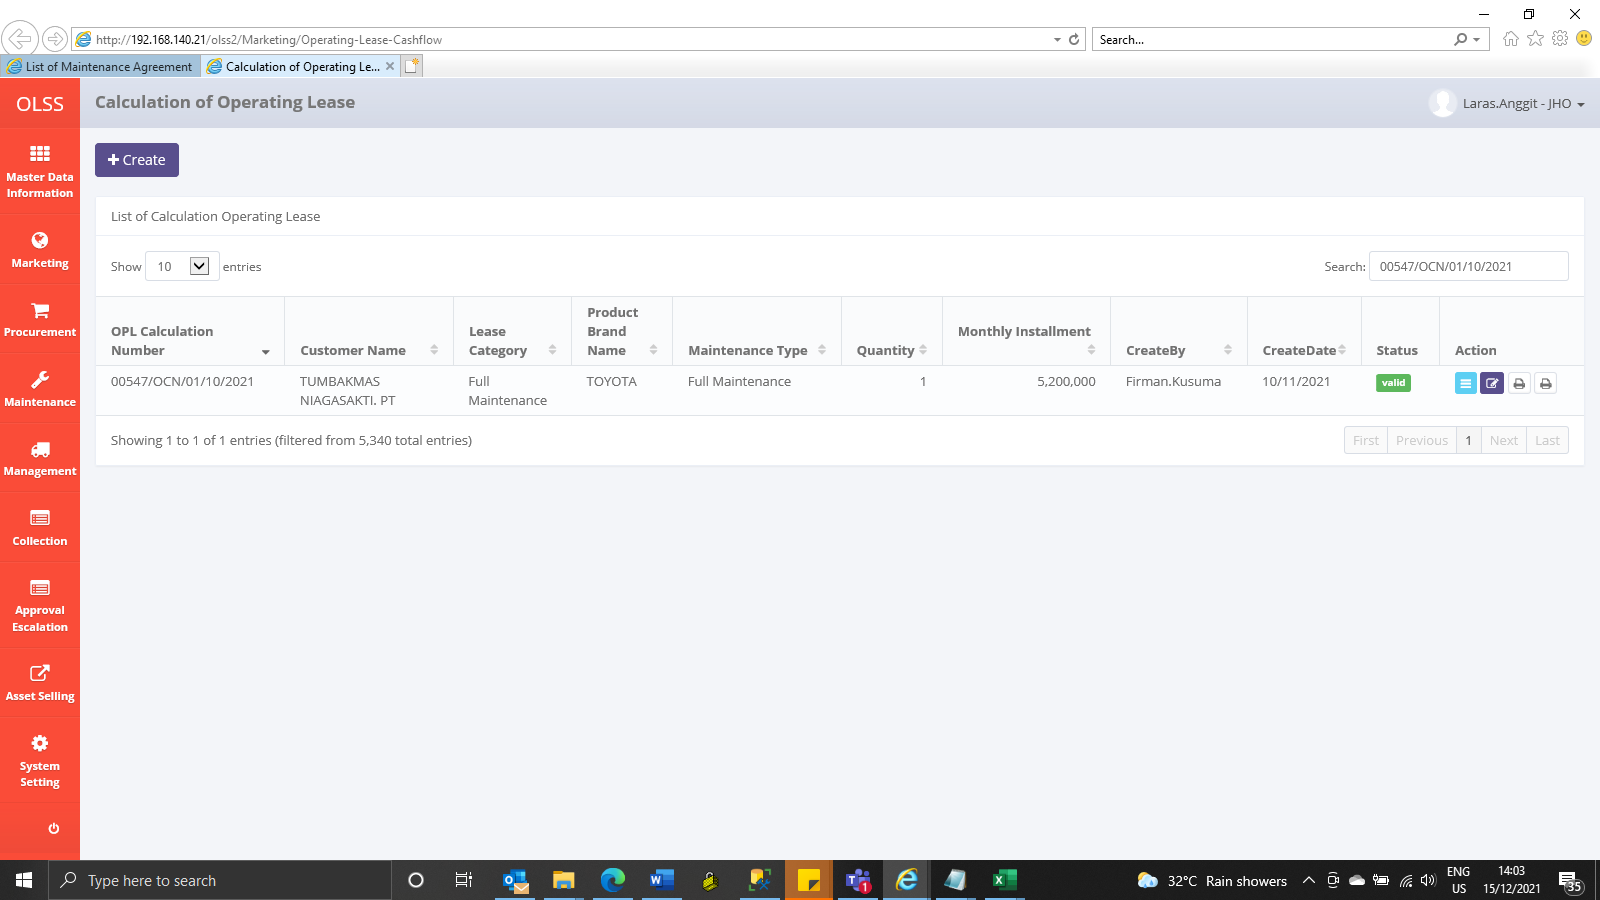 http://192.168.140.21/olss2/Marketing/Operating-Lease-Cashflow
Search...
List of Maintenance Agreement
Calculation of Operating Le...
OLSS
Calculation of Operating Lease
Laras.Anggit - JHO
Master Data
Information
Marketing
Procurement
Maintenance
Management
Collection
Approval
Escalation
Asset Selling
System
Setting
Create
List of Calculation Operating Lease
Show 10 entries
Search: 00547/OCN/01/10/2021
OPL Calculation
Number
Customer Name
Lease
Category
Product
Brand
Name
Maintenance Type
Quantity
Monthly Installment
CreateBy
CreateDate
Status
Action
00547/OCN/01/10/2021
TUMBAKMAS
NIAGASAKTI. PT
Full
Maintenance
TOYOTA
Full Maintenance
1
5,200,000
Firman.Kusuma
10/11/2021
valid
Showing 1 to 1 of 1 entries (filtered from 5,340 total entries)
First Previous 1 Next Last
Type here to search
1
32°C Rain showers
ENG
US
14:03
15/12/2021
35